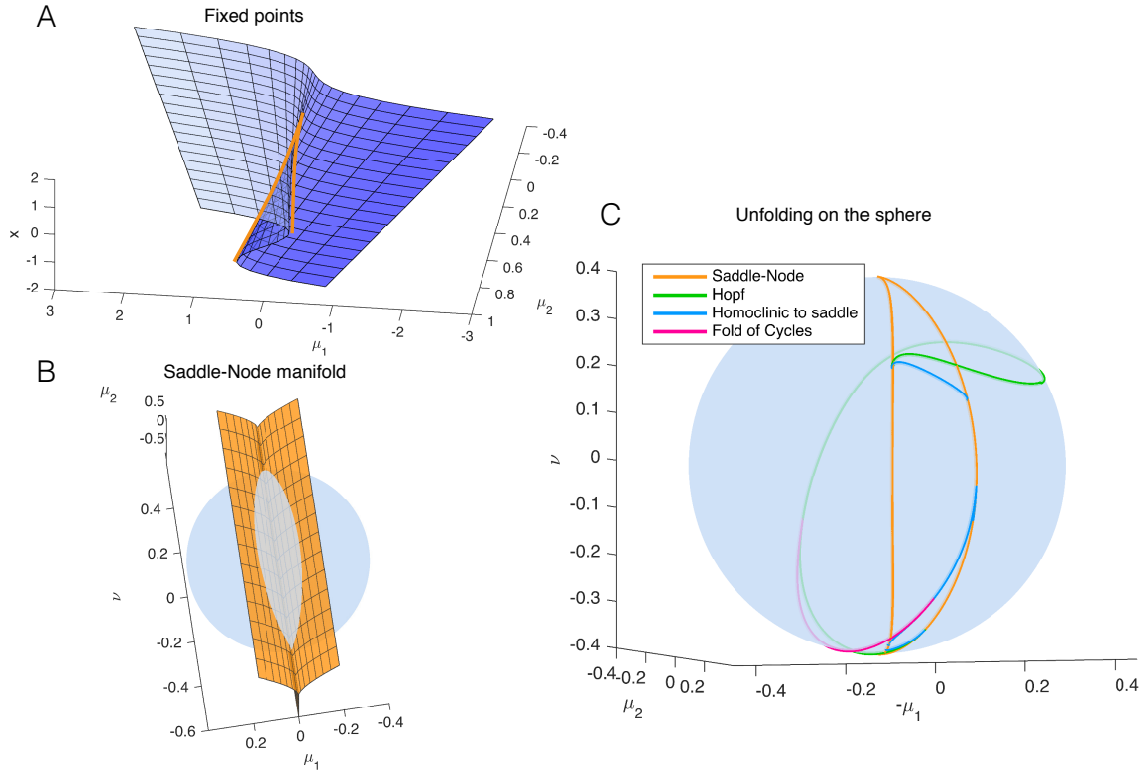 A
Fixed points
2
1
0
-1
-2
x
3
2
1
0
-1
-2
-3
μ1
-0.4
-0.2
0
0.2
0.4
0.6
0.8
1
μ2
B
Saddle-Node manifold
μ2
0.5
0
-0.5
0.4
0.2
0
-0.2
-0.4
-0.6
ν
0.2
0
-0.2
-0.4
μ1
C
Unfolding on the sphere
Saddle-Node
Hopf
Homoclinic to saddle
Fold of Cycles
0.4
0.3
0.2
0.1
0
-0.1
-0.2
-0.3
-0.4
ν
-0.4 -0.2 0 0.2
μ2
-0.4 -0.2 0 0.2 0.4
-μ1